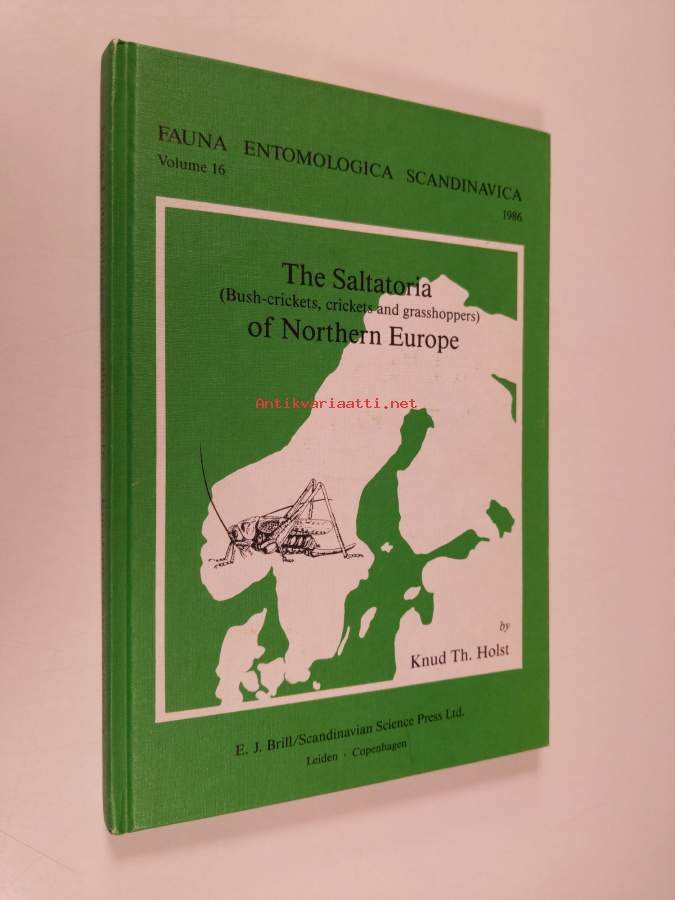 FAUNA ENTOMOLOGICA SCANDINAVICA
Volume 16
1986
The Saltatoria
(Bush-crickets, crickets and grasshoppers)
of Northern Europe
Antikvariaatti.net
by
Knud Th. Holst
E. J. Brill/Scandinavian Science Press Ltd.
Leiden · Copenhagen